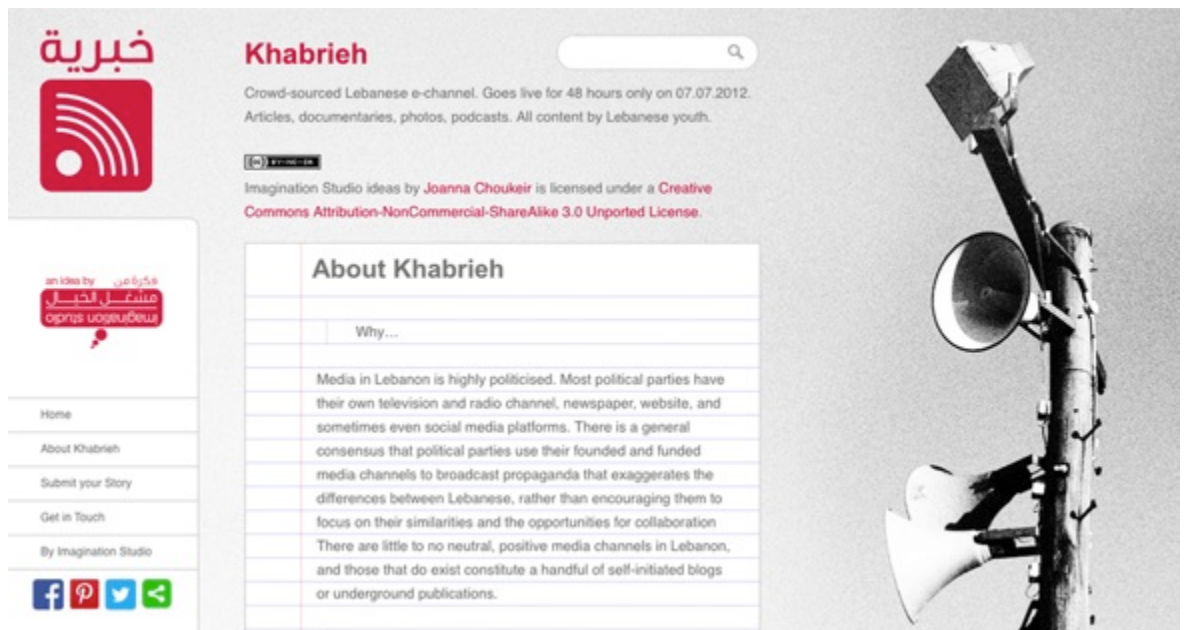 خبرية
Khabrieh
Crowd-sourced Lebanese e-channel. Goes live for 48 hours only on 07.07.2012.
Articles, documentaries, photos, podcasts. All content by Lebanese youth.
(cc) BY-NC-SA
Imagination Studio ideas by Joanna Choukeir is licensed under a Creative
Commons Attribution-NonCommercial-ShareAlike 3.0 Unported License.
an idea by فكرة من
مشغل الخيال
imagination studio
Home
About Khabrieh
Submit your Story
Get in Touch
By Imagination Studio
About Khabrieh
Why...
Media in Lebanon is highly politicised. Most political parties have
their own television and radio channel, newspaper, website, and
sometimes even social media platforms. There is a general
consensus that political parties use their founded and funded
media channels to broadcast propaganda that exaggerates the
differences between Lebanese, rather than encouraging them to
focus on their similarities and the opportunities for collaboration
There are little to no neutral, positive media channels in Lebanon,
and those that do exist constitute a handful of self-initiated blogs
or underground publications.